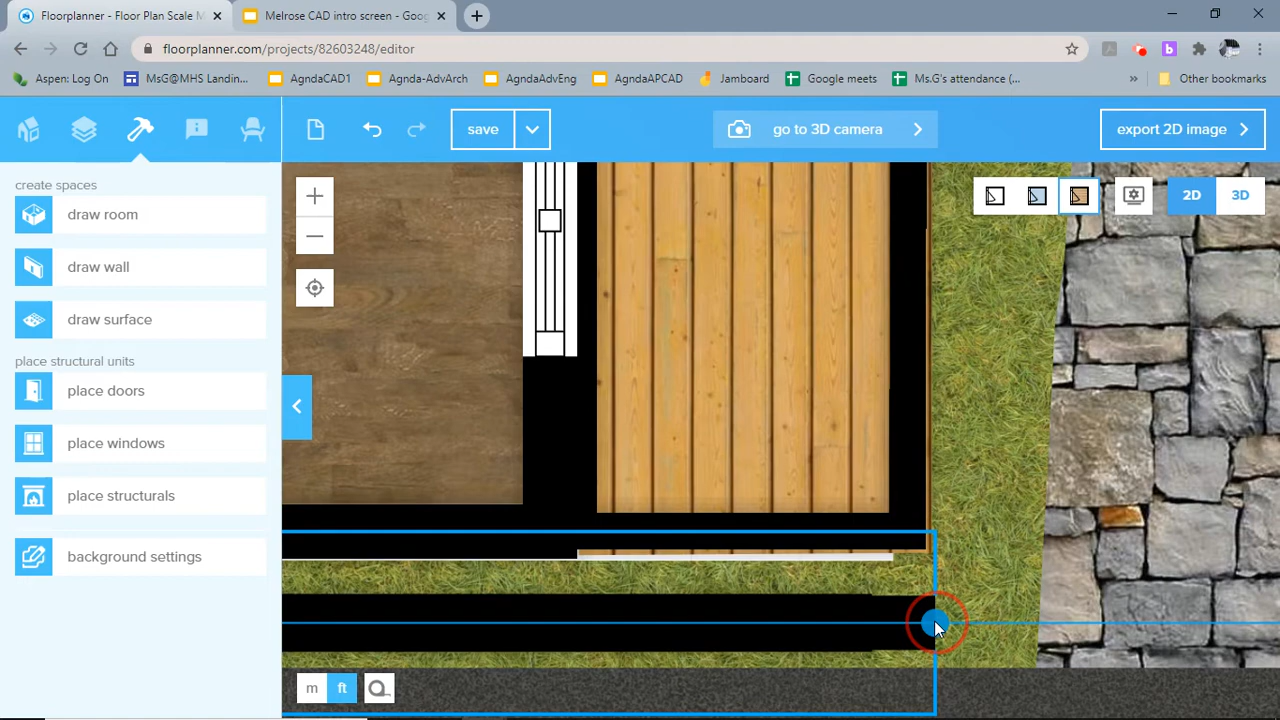 Floorplanner - Floor Plan Scale M
Melrose CAD intro screen - Goog
floorplanner.com/projects/82603248/editor
Aspen: Log On
MsG@MHS Landin...
AgndaCAD1
Agnda-AdvArch
AgndaAdvEng
AgndaAPCAD
Jamboard
Google meets
Ms.G's attendance (...
»
Other bookmarks
save
go to 3D camera
export 2D image
create spaces
draw room
draw wall
draw surface
place structural units
place doors
place windows
place structurals
background settings
2D
3D
m
ft